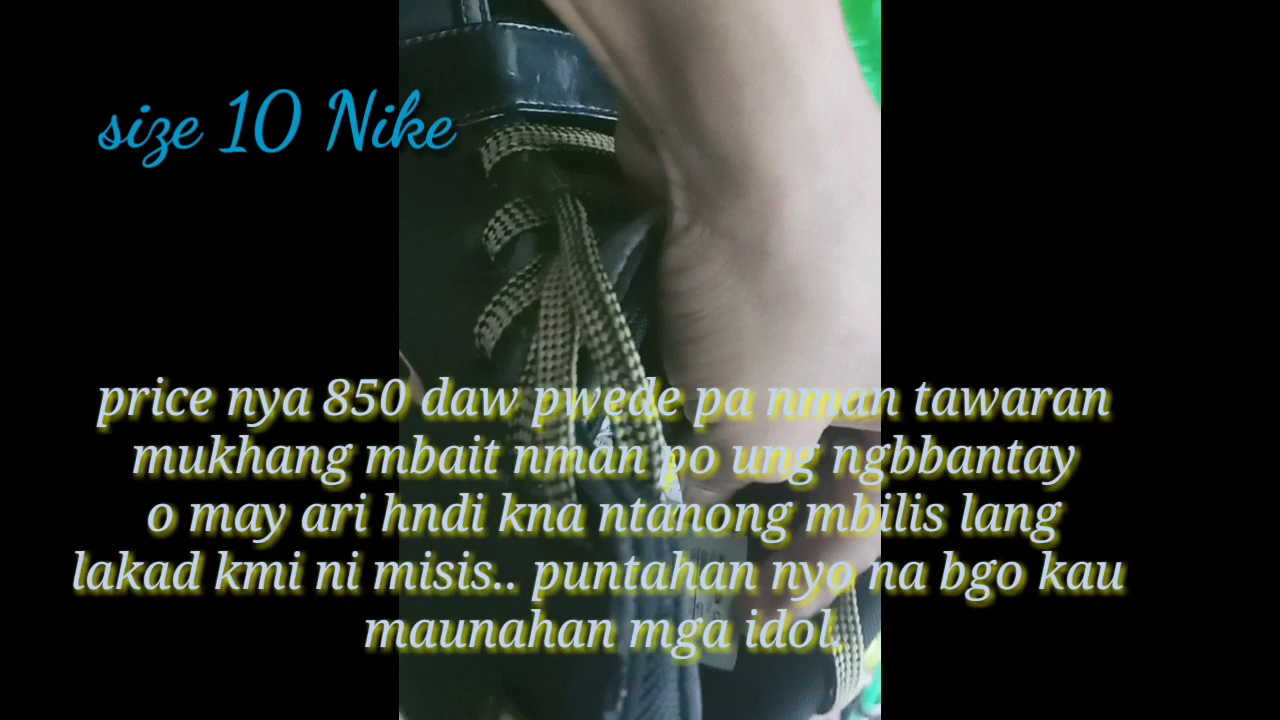 size 10 Nike
price nya 850 daw pwede pa nman tawaran
mukhang mbait nman po ung ngbbantay
o may ari hndi kna ntanong mbilis lang
lakad kmi ni misis.. puntahan nyo na bgo kau
maunahan mga idol.